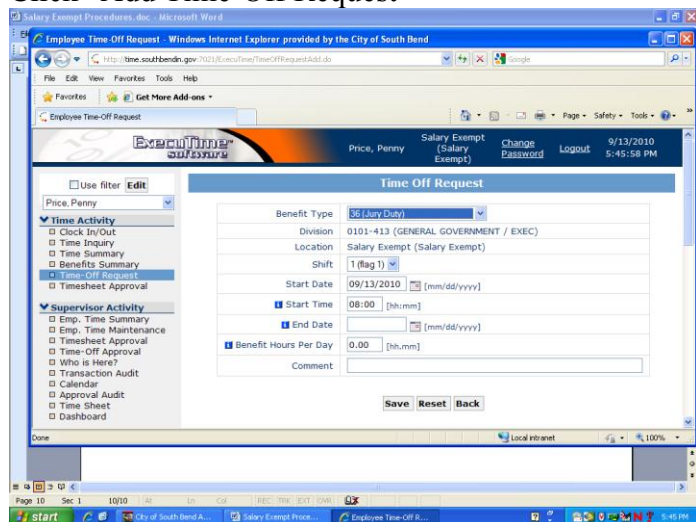 Click "Add Time-Off Request."
Salary Exempt Procedures.doc - Microsoft Word
Employee Time-Off Request - Windows Internet Explorer provided by the City of South Bend
http://time.southbendin.gov:7021/ExecuTime/TimeOffRequestAdd.do
Google
File Edit View Favorites Tools Help
Favorites Get More Add-ons
Employee Time-Off Request
Page Safety Tools
ExecuTime
software
Price, Penny
Salary Exempt
(Salary
Exempt)
Change
Password
Logout
9/13/2010
5:45:58 PM
Use filter Edit
Price, Penny
Time Activity
Clock In/Out
Time Inquiry
Time Summary
Benefits Summary
Time-Off Request
Timesheet Approval
Supervisor Activity
Emp. Time Summary
Emp. Time Maintenance
Timesheet Approval
Time-Off Approval
Who is Here?
Transaction Audit
Calendar
Approval Audit
Time Sheet
Dashboard
Time Off Request
Benefit Type 36 (Jury Duty)
Division 0101-413 (GENERAL GOVERNMENT / EXEC)
Location Salary Exempt (Salary Exempt)
Shift 1 (flag 1)
Start Date 09/13/2010 [mm/dd/yyyy]
Start Time 08:00 [hh:mm]
End Date [mm/dd/yyyy]
Benefit Hours Per Day 0.00 [hh.mm]
Comment
Save Reset Back
Done Local intranet 100%
Page 10 Sec 1 10/10 At Ln Col REC TRK EXT OVR
start City of South Bend A... Salary Exempt Proce... Employee Time-Off R... 5:45 PM